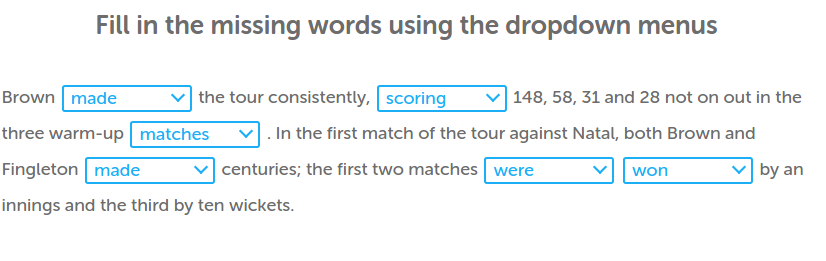 Fill in the missing words using the dropdown menus
Brown made the tour consistently, scoring 148, 58, 31 and 28 not on out in the
three warm-up matches . In the first match of the tour against Natal, both Brown and
Fingleton made centuries; the first two matches were won by an
innings and the third by ten wickets.